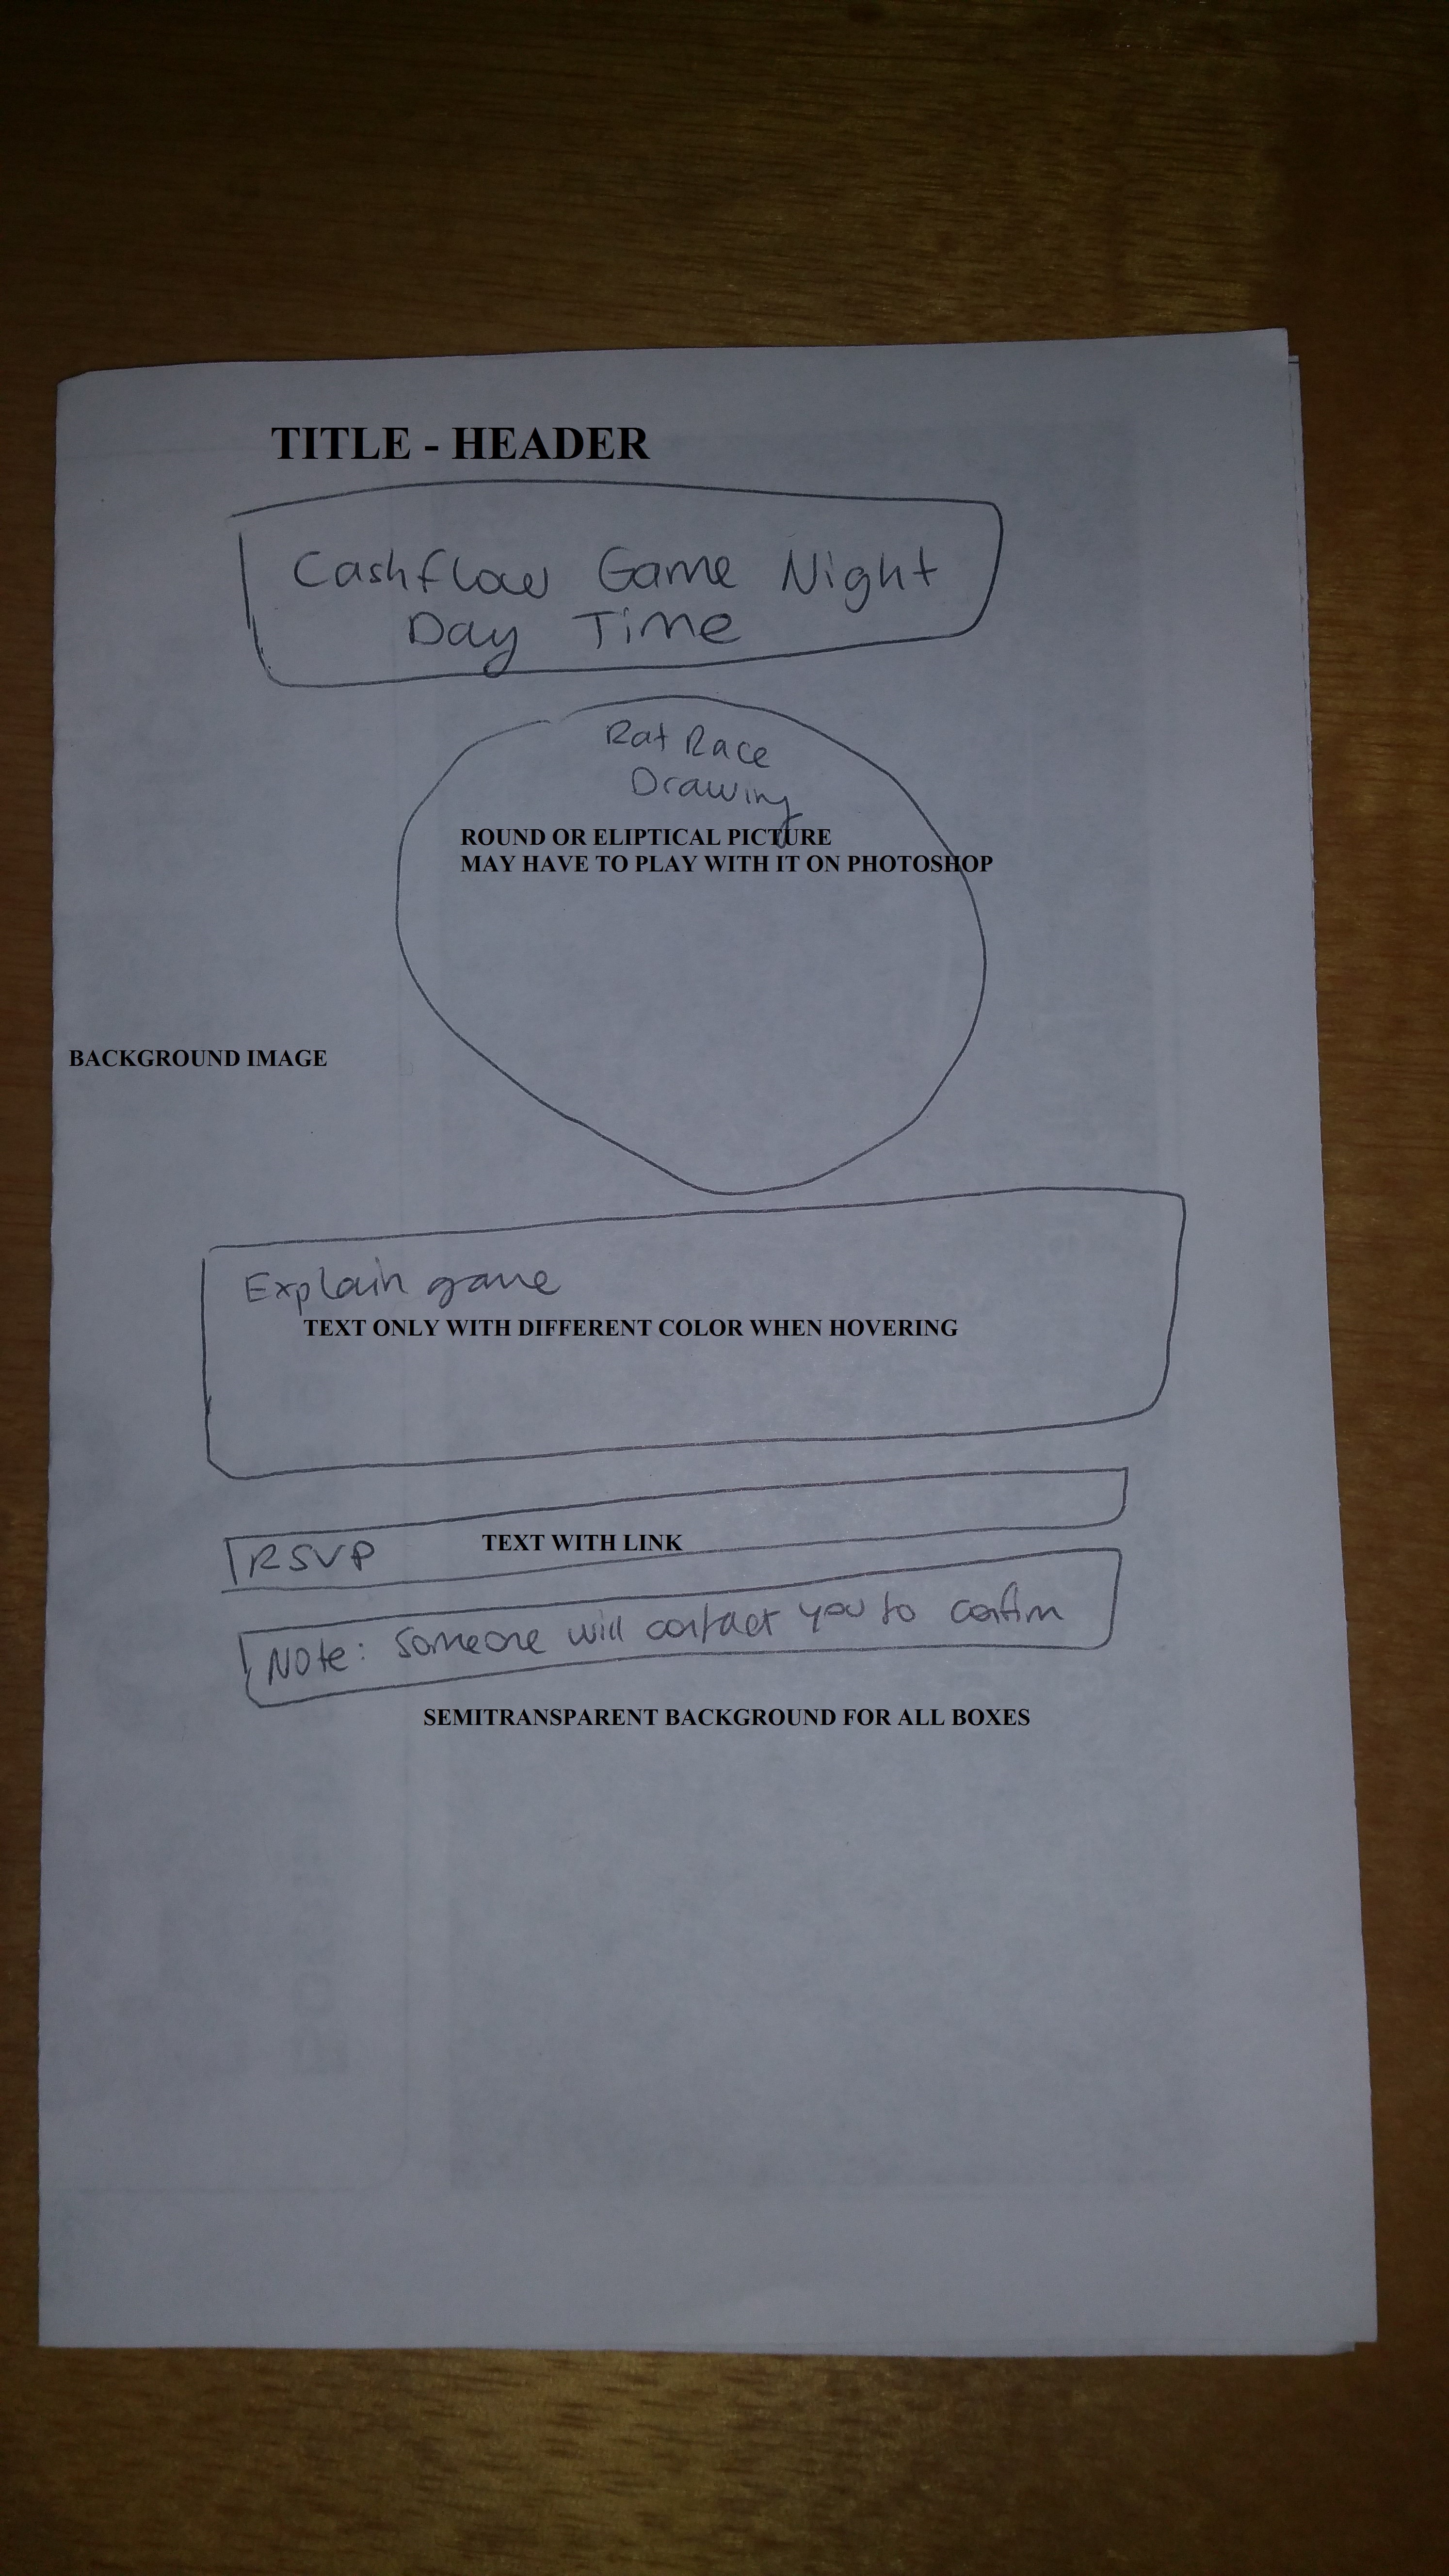 TITLE - HEADER
Cashflow Game Night
Day Time
Rat Race
Drawing
ROUND OR ELIPTICAL PICTURE
MAY HAVE TO PLAY WITH IT ON PHOTOSHOP
BACKGROUND IMAGE
Explain game
TEXT ONLY WITH DIFFERENT COLOR WHEN HOVERING
RSVP TEXT WITH LINK
Note: Someone will contact you to confirm
SEMITRANSPARENT BACKGROUND FOR ALL BOXES